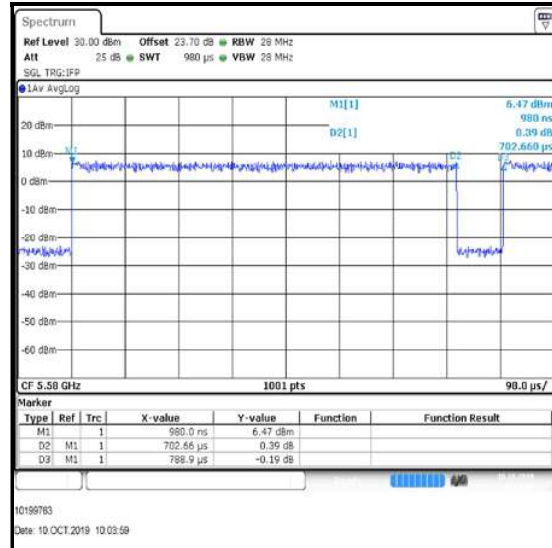 Spectrum
Ref Level 30.00 dBm Offset 23.70 dB RBW 28 MHz
Att 25 dB SWT 980 µs VBW 28 MHz
SGL TRG:IFP
1Av AvgLog
M1[1] 6.47 dBm
980 ns
20 dBm
D2[1] 0.39 dB
702.660 µs
10 dBm
M1
D2
0 dBm
-10 dBm
-20 dBm
-30 dBm
-40 dBm
-50 dBm
-60 dBm
CF 5.58 GHz 1001 pts 98.0 µs/
Marker
Type Ref Trc X-value Y-value Function Function Result
M1 1 980.0 ns 6.47 dBm
D2 M1 1 702.66 µs 0.39 dB
D3 M1 1 788.9 µs -0.19 dB
10199763
Date: 10.OCT.2019 10:03:59